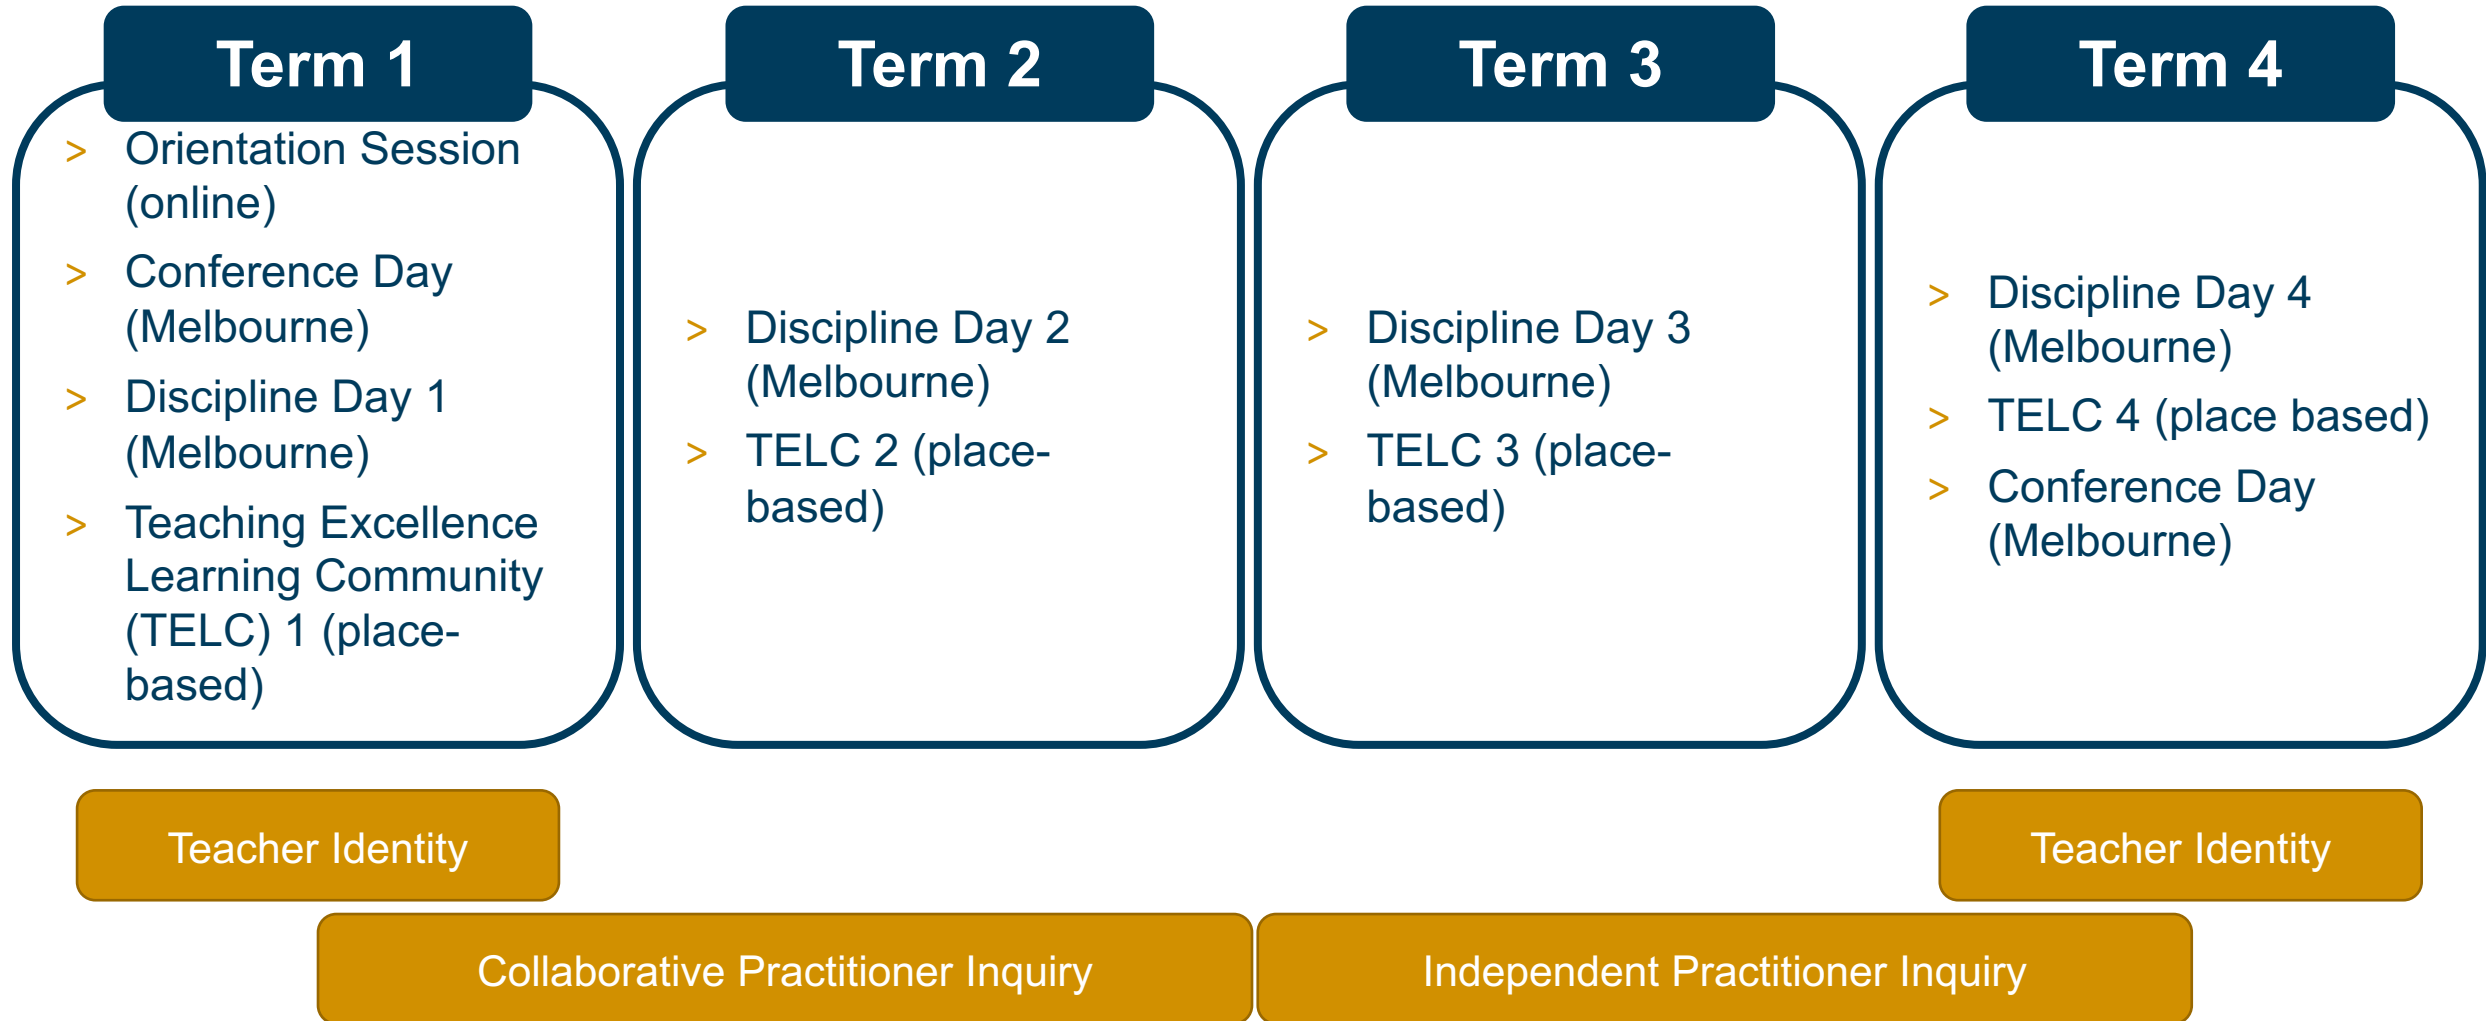 Term 1
> Orientation Session
(online)
> Conference Day
(Melbourne)
> Discipline Day 1
(Melbourne)
> Teaching Excellence
Learning Community
(TELC) 1 (place-
based)
Term 2
> Discipline Day 2
(Melbourne)
> TELC 2 (place-
based)
Term 3
> Discipline Day 3
(Melbourne)
> TELC 3 (place-
based)
Term 4
> Discipline Day 4
(Melbourne)
> TELC 4 (place based)
> Conference Day
(Melbourne)
Teacher Identity
Teacher Identity
Collaborative Practitioner Inquiry
Independent Practitioner Inquiry